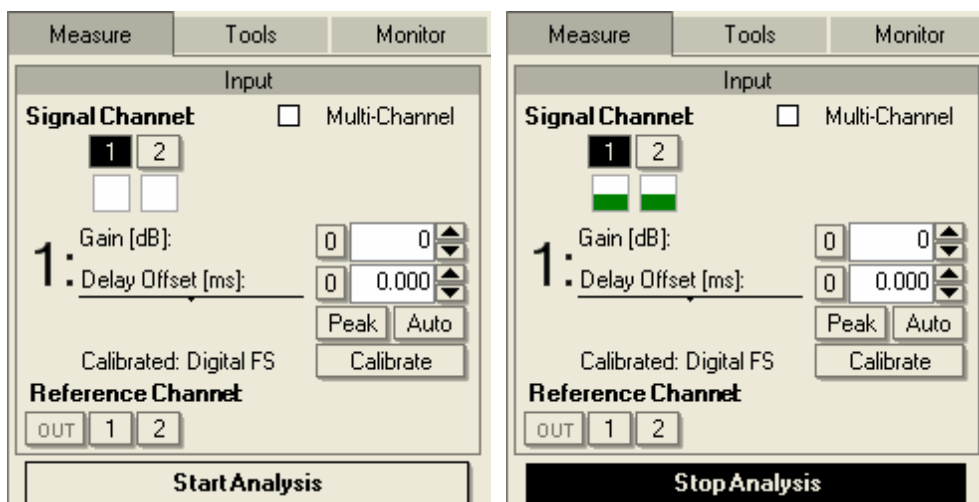 Measure Tools Monitor
Input
Signal Channel: Multi-Channel
1 2
1: Gain [dB]: 0 0
Delay Offset [ms]: 0 0.000
Peak Auto
Calibrated: Digital FS Calibrate
Reference Channel:
OUT 1 2
Start Analysis
Measure Tools Monitor
Input
Signal Channel: Multi-Channel
1 2
1: Gain [dB]: 0 0
Delay Offset [ms]: 0 0.000
Peak Auto
Calibrated: Digital FS Calibrate
Reference Channel:
OUT 1 2
Stop Analysis